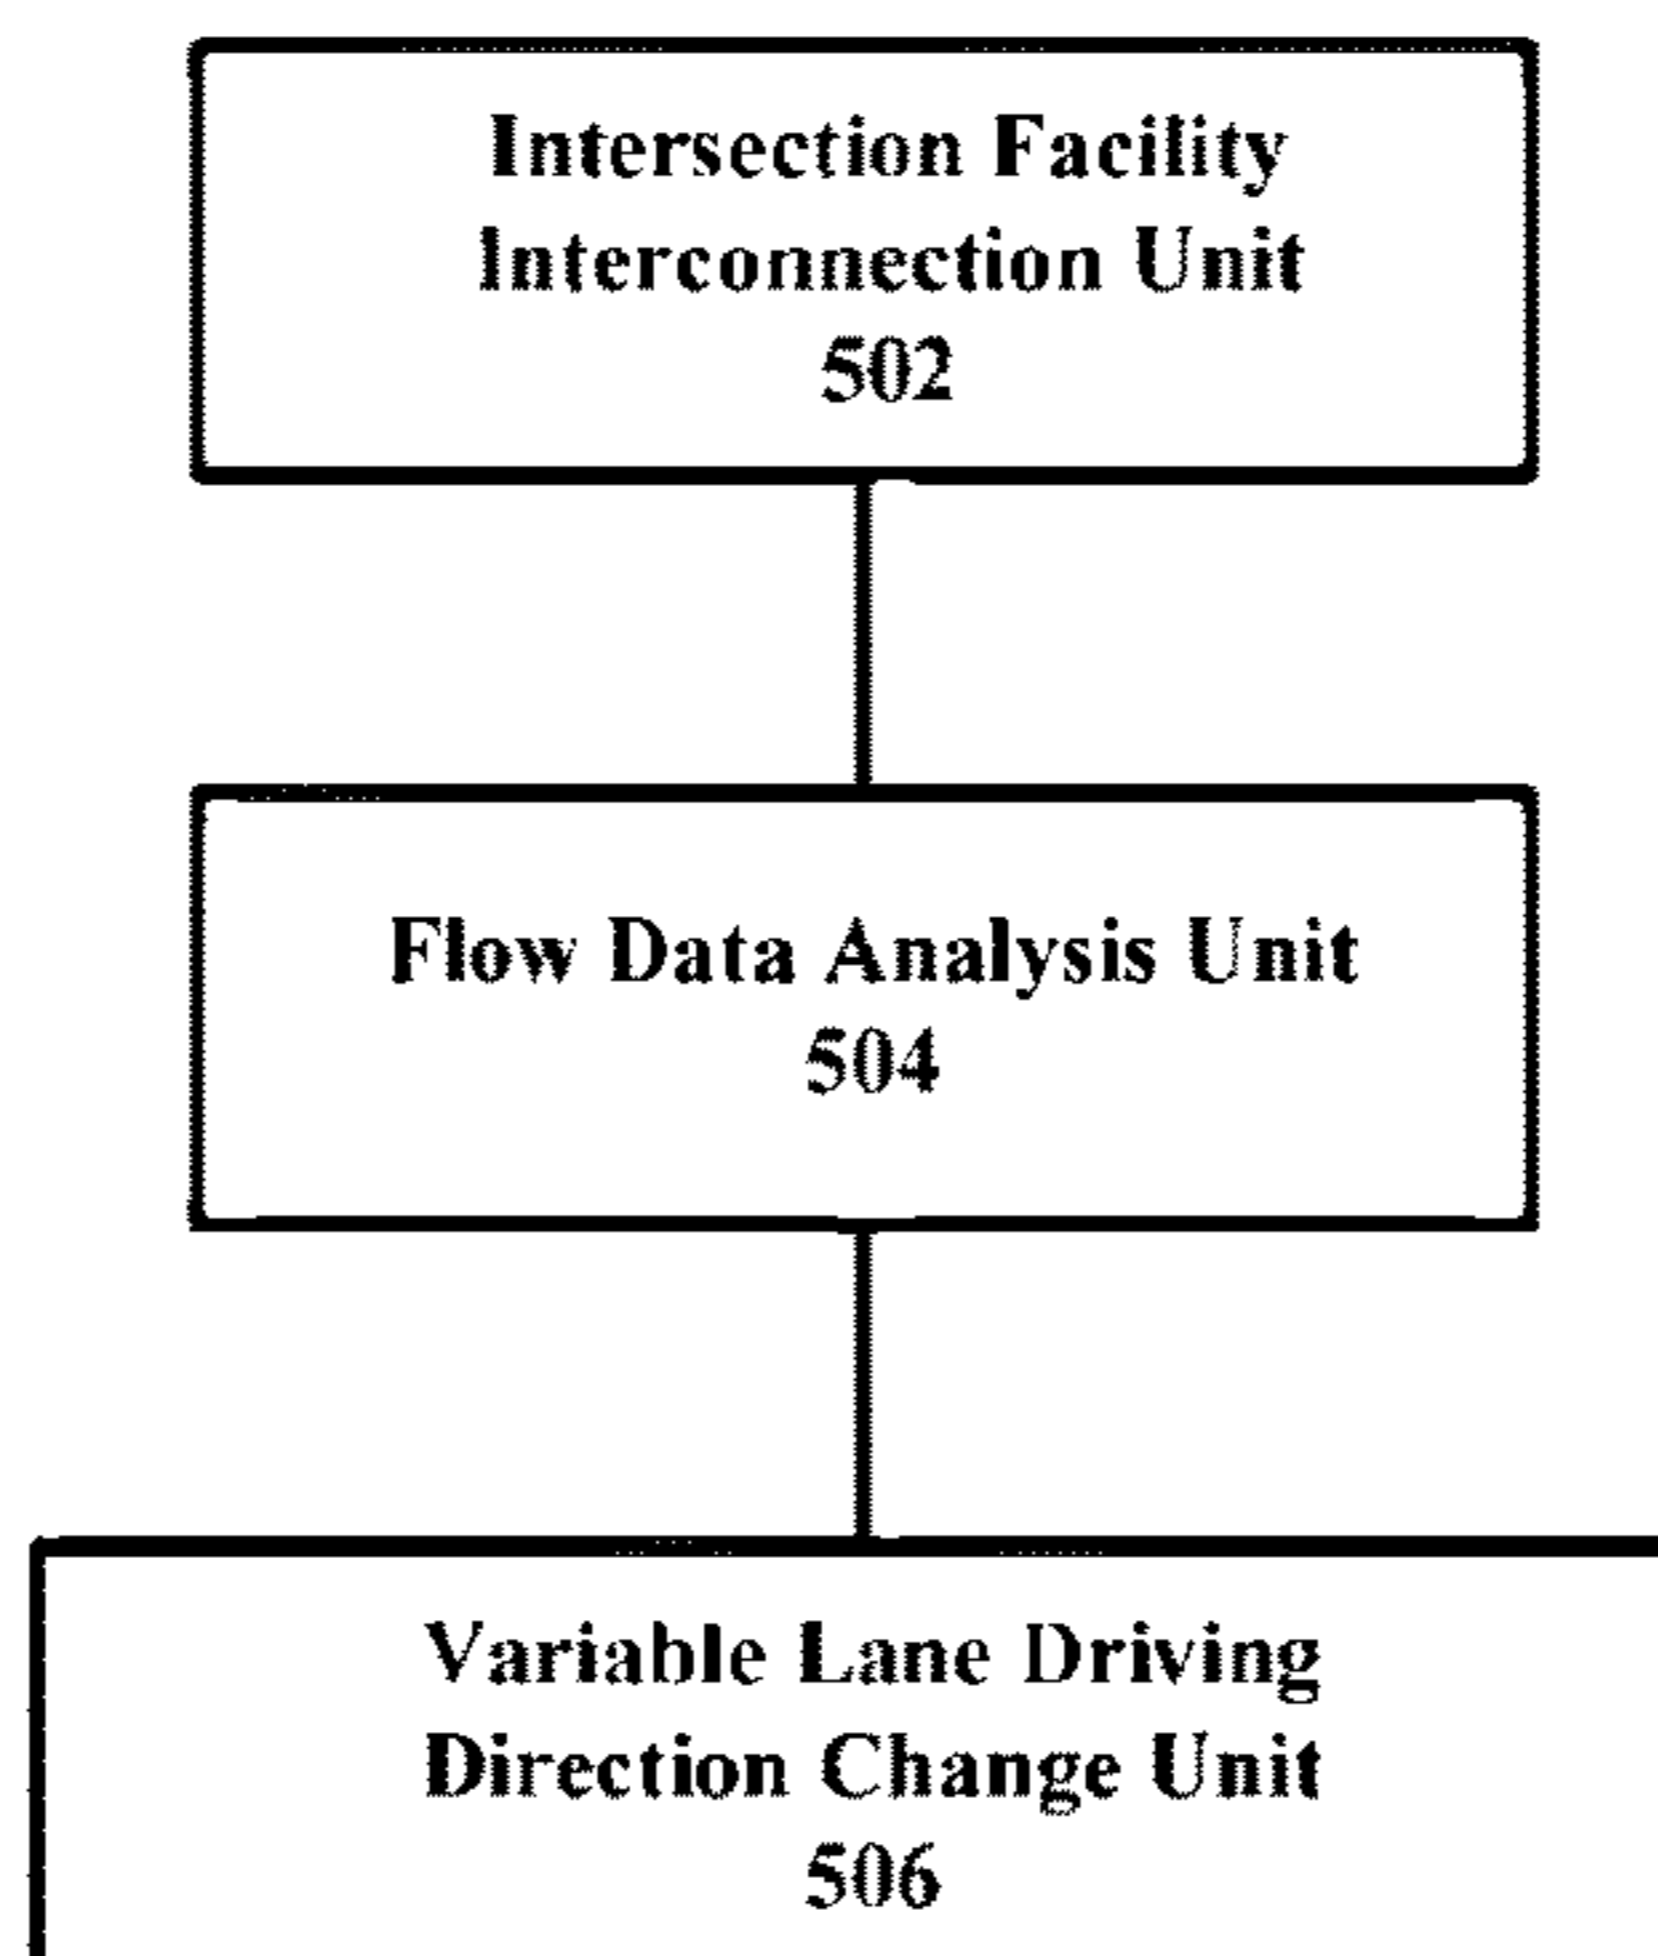 Intersection Facility
Interconnection Unit
502
Flow Data Analysis Unit
504
Variable Lane Driving
Direction Change Unit
506